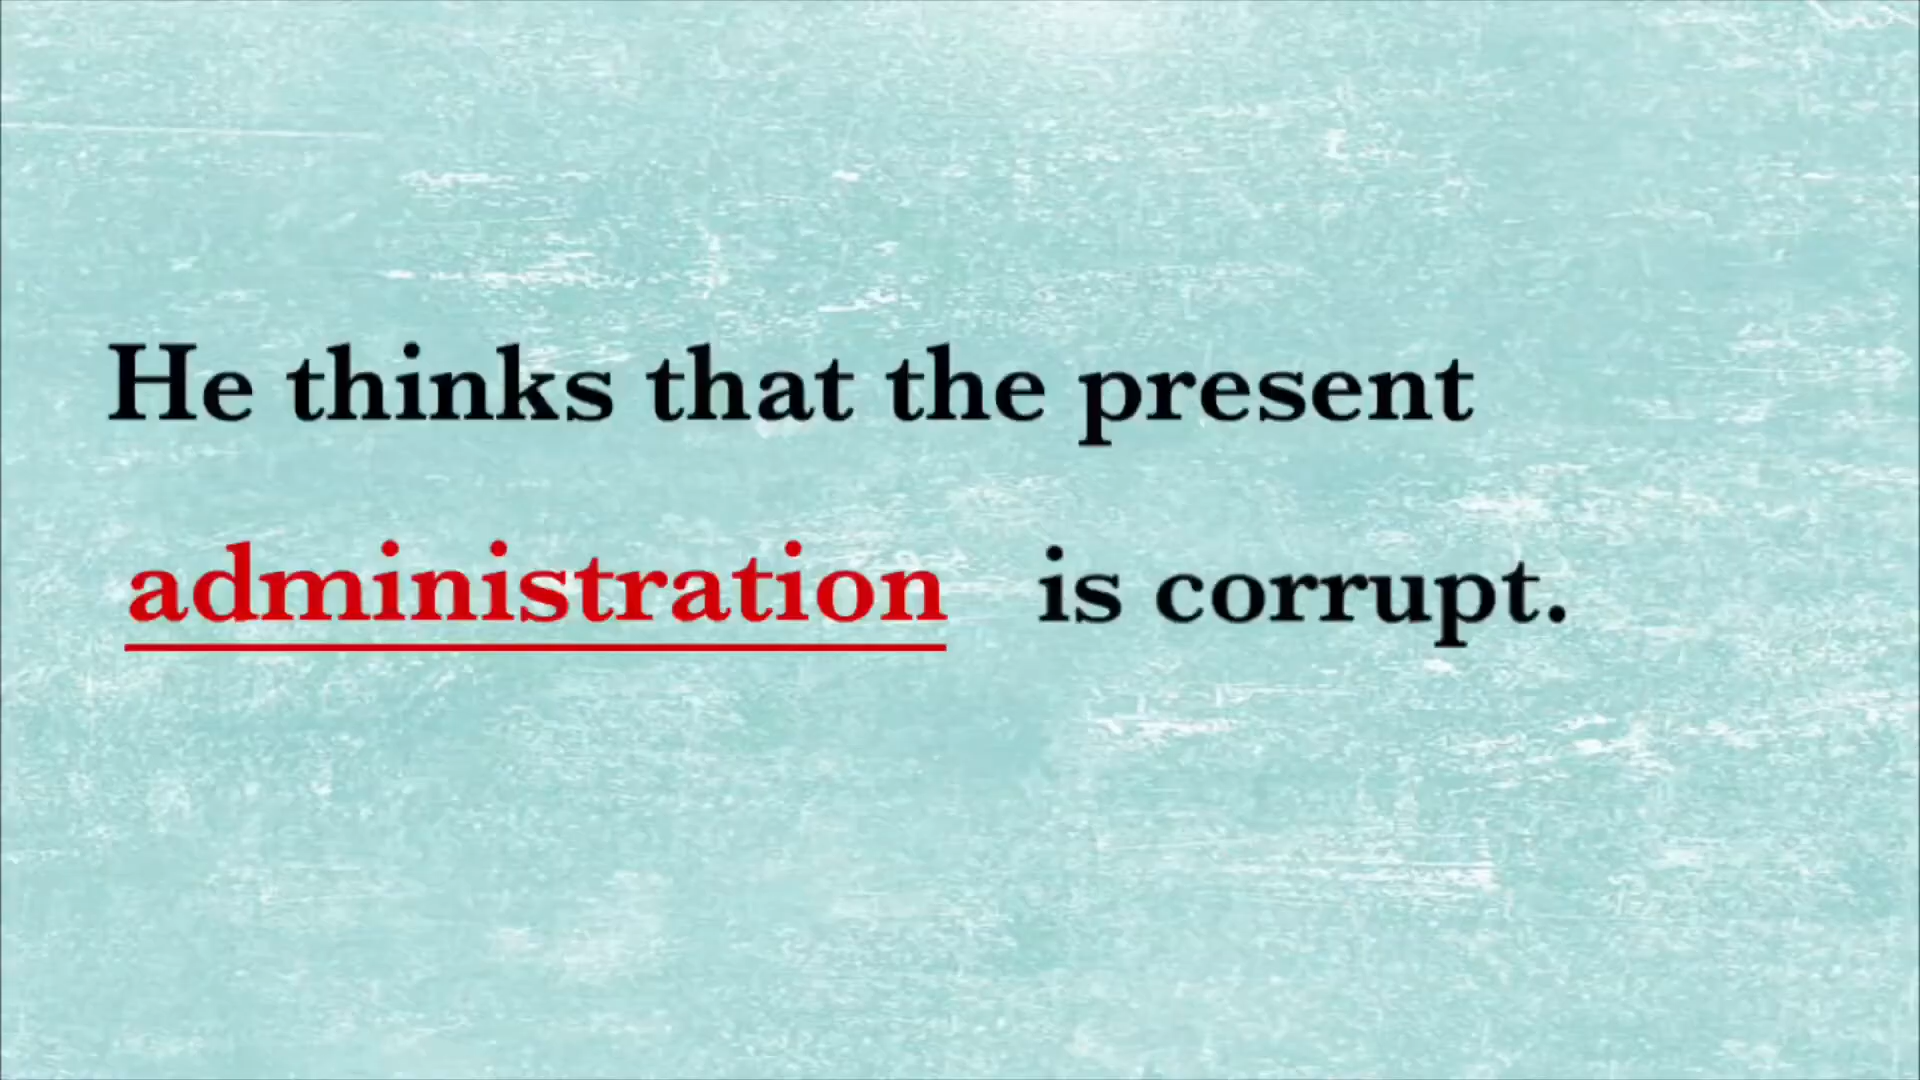 He thinks that the present
administration is corrupt.